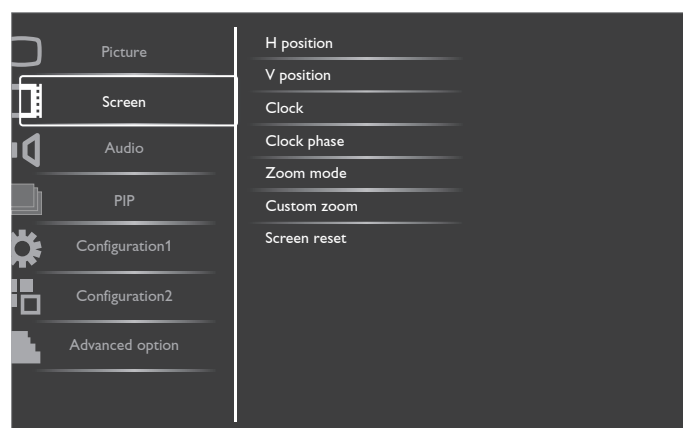 Picture
Screen
Audio
PIP
Configuration1
Configuration2
Advanced option
H position
V position
Clock
Clock phase
Zoom mode
Custom zoom
Screen reset